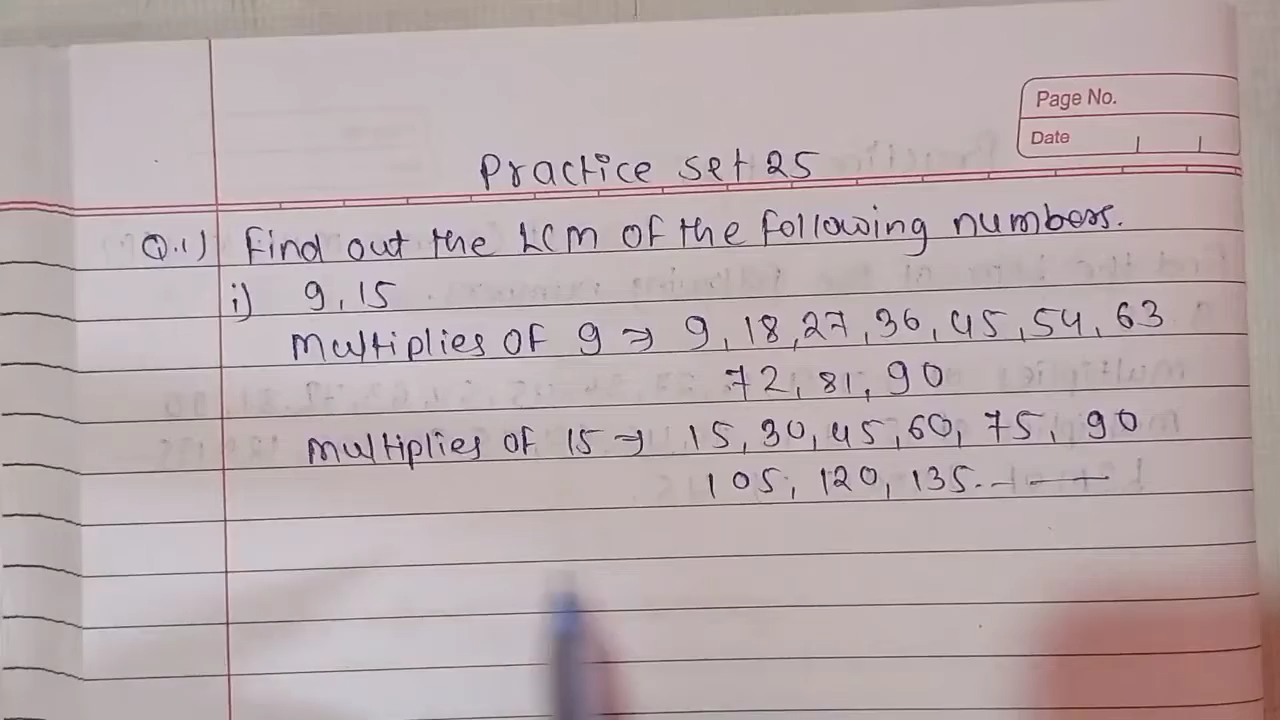 Page No.
Date
Practice set 25
Q.1) Find out the LCM of the following numbers.
i) 9, 15
Multiplies of 9 ⇒ 9, 18, 27, 36, 45, 54, 63
72, 81, 90
Multiplies of 15 ⇒ 15, 30, 45, 60, 75, 90
105, 120, 135 - - - -